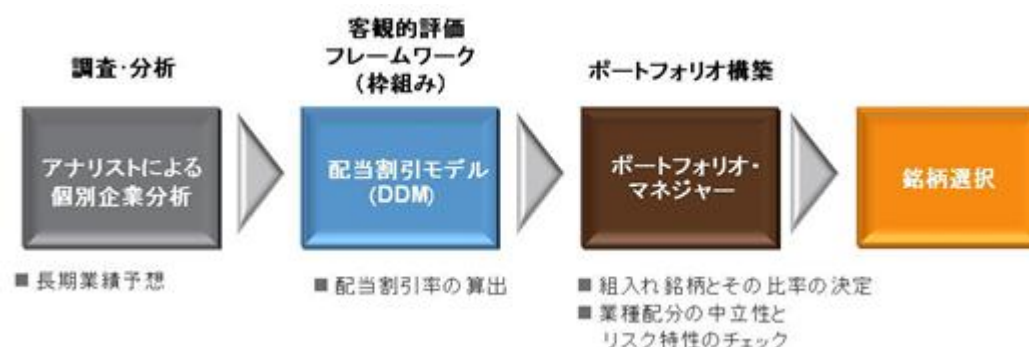 調査・分析
アナリストによる
個別企業分析
■ 長期業績予想
客観的評価
フレームワーク
(枠組み)
配当割引モデル
(DDM)
■ 配当割引率の算出
ポートフォリオ構築
ポートフォリオ・
マネジャー
■ 組入れ銘柄とその比率の決定
■ 業種配分の中立性と
リスク特性のチェック
銘柄選択